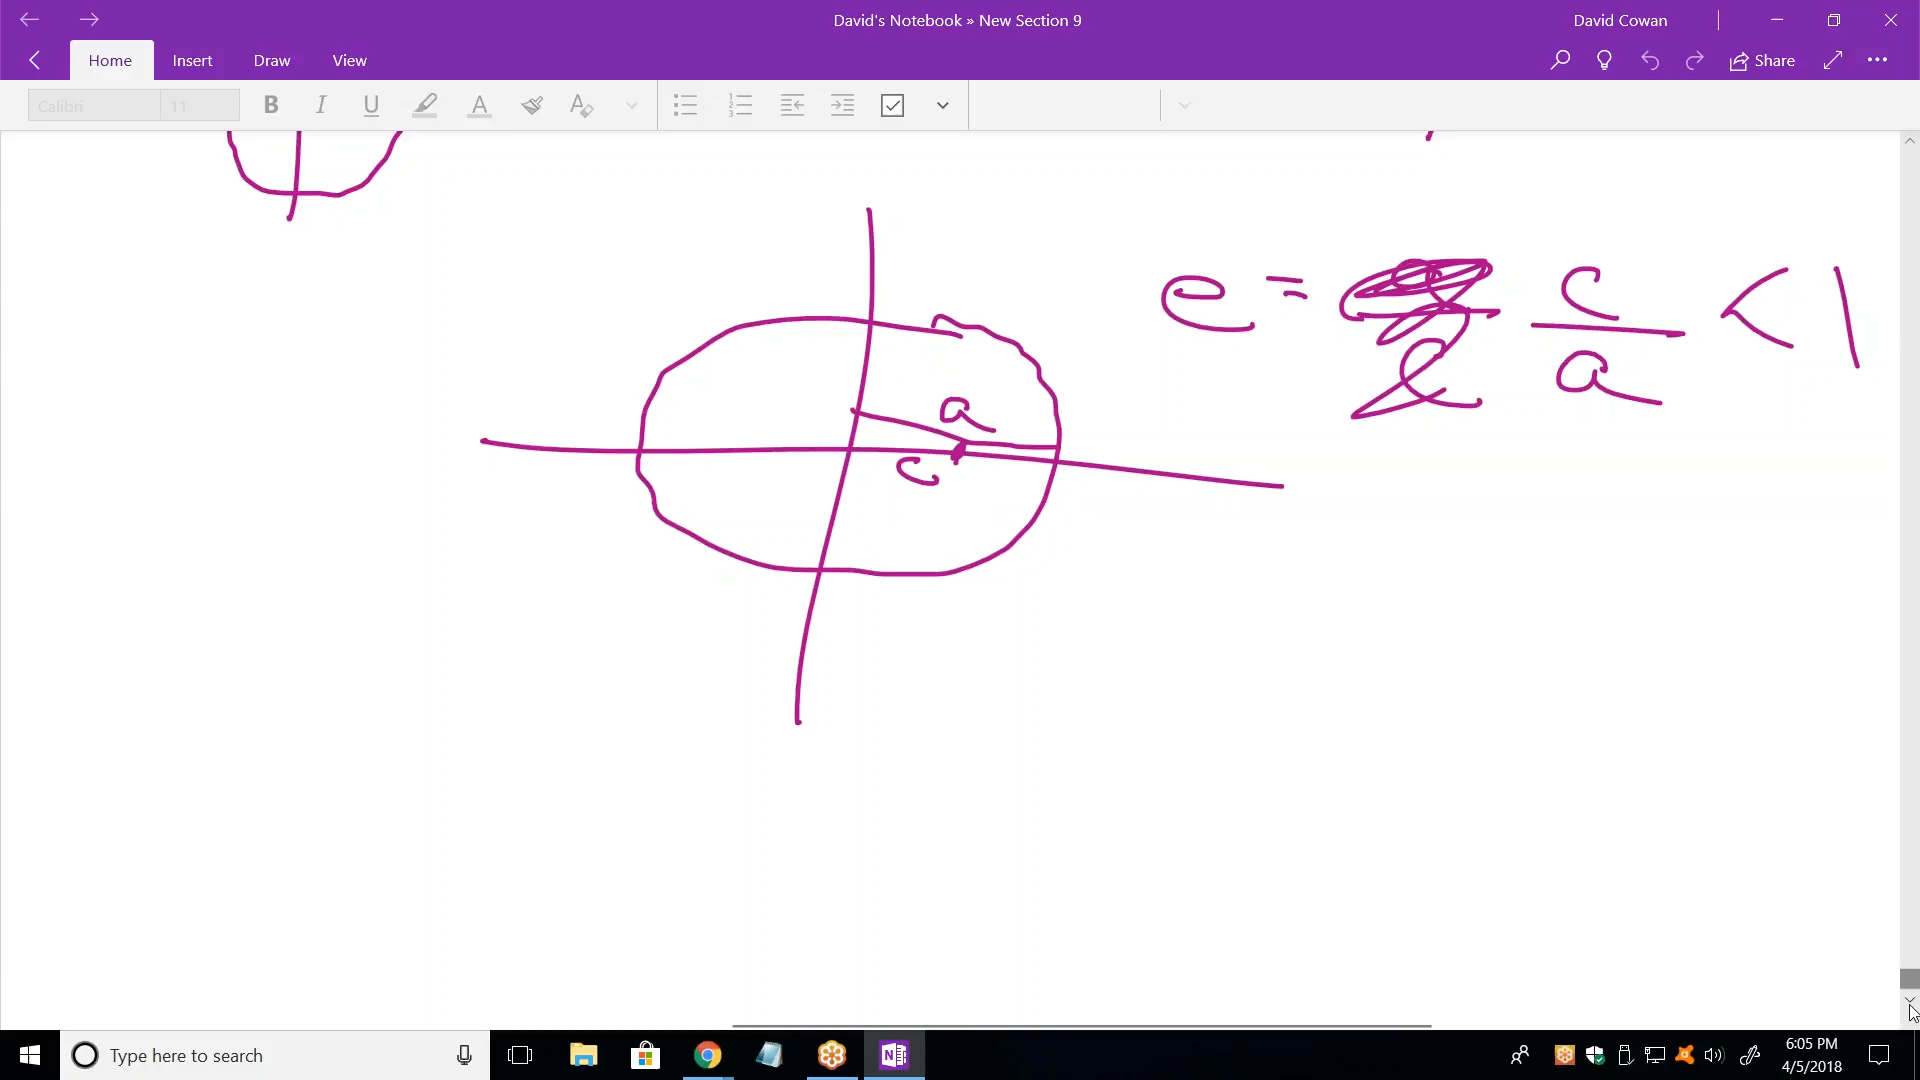 David's Notebook » New Section 9
David Cowan
Home Insert Draw View
Share
Calibri 11
B I U A A
e = c/a < 1
a
c
Type here to search
N
6:05 PM
4/5/2018